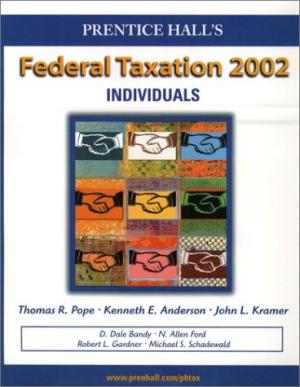 PRENTICE HALL'S
Federal Taxation 2002
INDIVIDUALS
Thomas R. Pope · Kenneth E. Anderson · John L. Kramer
D. Dale Bandy · N. Allen Ford
Robert L. Gardner · Michael S. Schadewald
www.prenhall.com/phtax